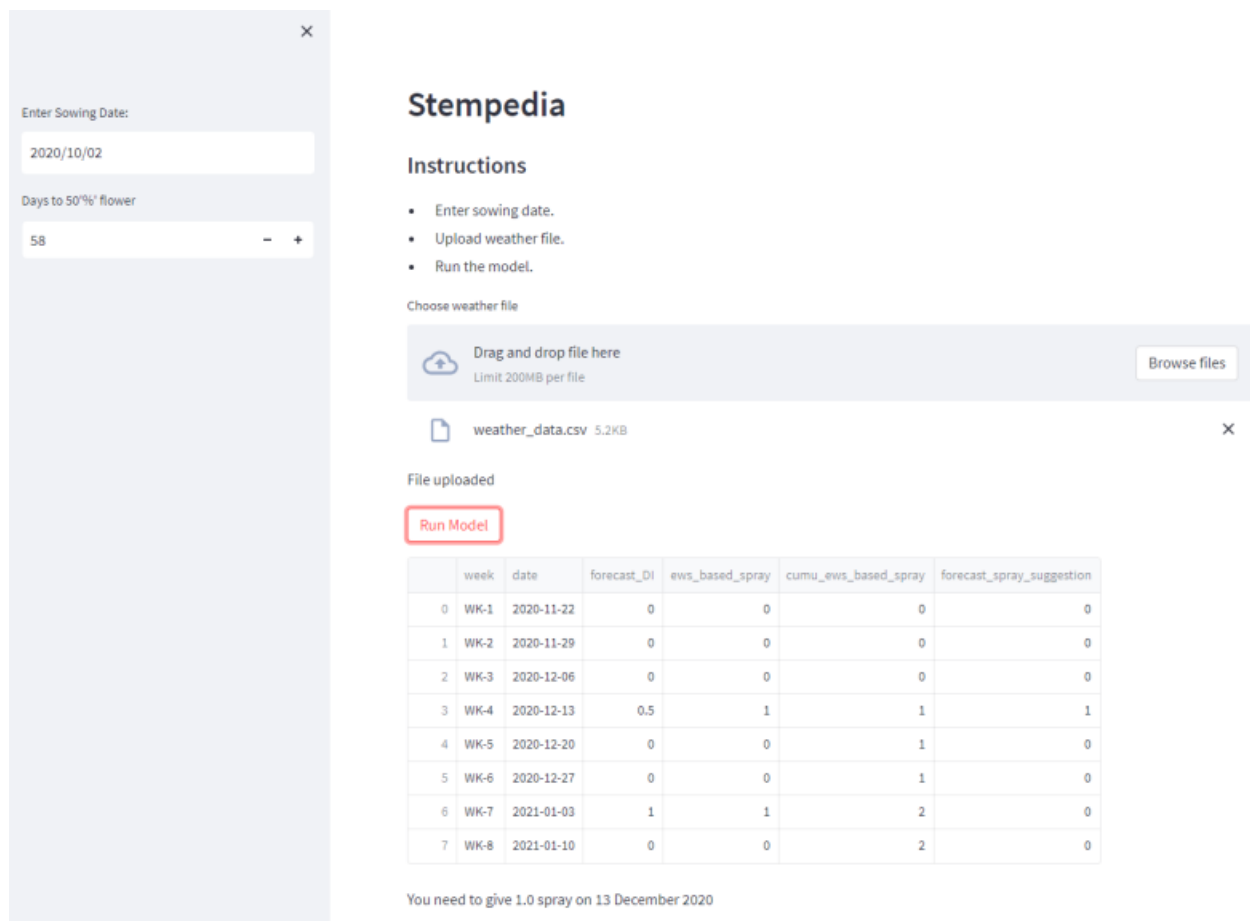 Enter Sowing Date:
2020/10/02
Days to 50'%' flower
58 - +
Stempedia
Instructions
• Enter sowing date.
• Upload weather file.
• Run the model.
Choose weather file
Drag and drop file here
Limit 200MB per file
Browse files
weather_data.csv 5.2KB
File uploaded
Run Model
week date forecast_DI ews_based_spray cumu_ews_based_spray forecast_spray_suggestion
0 WK-1 2020-11-22 0 0 0 0
1 WK-2 2020-11-29 0 0 0 0
2 WK-3 2020-12-06 0 0 0 0
3 WK-4 2020-12-13 0.5 1 1 1
4 WK-5 2020-12-20 0 0 1 0
5 WK-6 2020-12-27 0 0 1 0
6 WK-7 2021-01-03 1 1 2 0
7 WK-8 2021-01-10 0 0 2 0
You need to give 1.0 spray on 13 December 2020